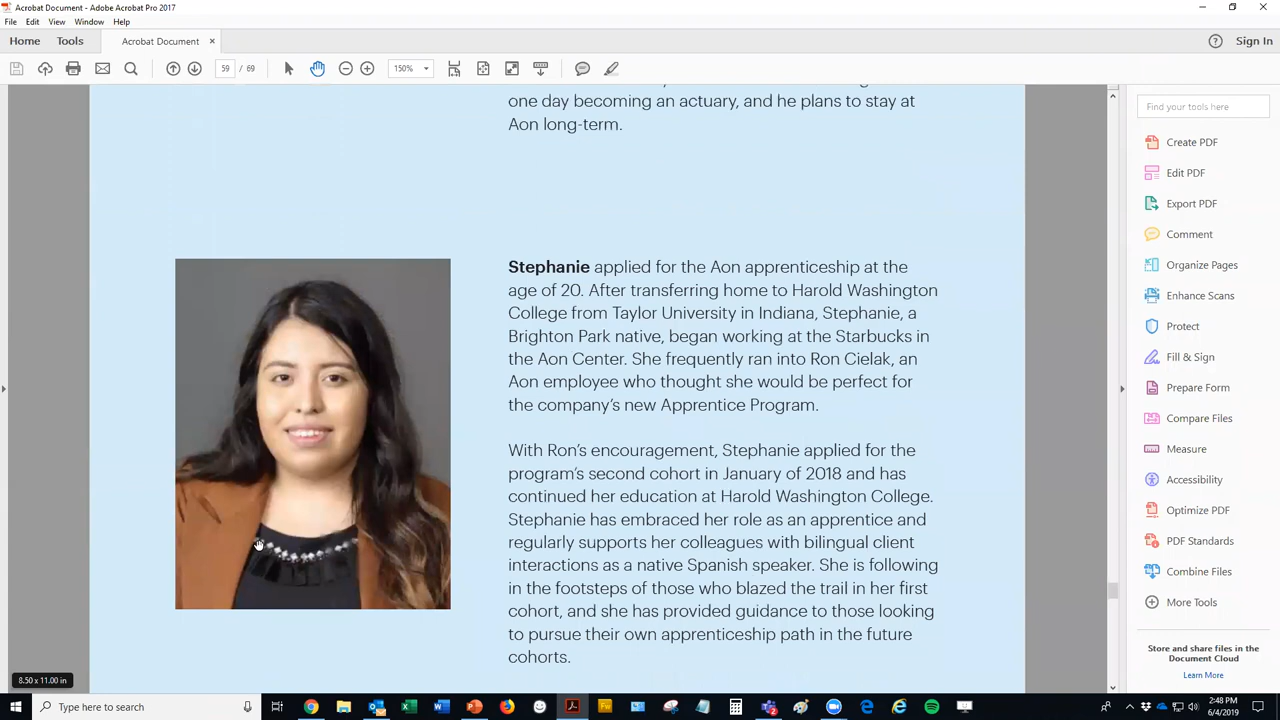 Acrobat Document - Adobe Acrobat Pro 2017
File Edit View Window Help
Home Tools Acrobat Document × Sign In
59 / 69 150%
one day becoming an actuary, and he plans to stay at
Aon long-term.
Stephanie applied for the Aon apprenticeship at the
age of 20. After transferring home to Harold Washington
College from Taylor University in Indiana, Stephanie, a
Brighton Park native, began working at the Starbucks in
the Aon Center. She frequently ran into Ron Cielak, an
Aon employee who thought she would be perfect for
the company’s new Apprentice Program.
With Ron’s encouragement, Stephanie applied for the
program’s second cohort in January of 2018 and has
continued her education at Harold Washington College.
Stephanie has embraced her role as an apprentice and
regularly supports her colleagues with bilingual client
interactions as a native Spanish speaker. She is following
in the footsteps of those who blazed the trail in her first
cohort, and she has provided guidance to those looking
to pursue their own apprenticeship path in the future
cohorts.
8.50 x 11.00 in
Find your tools here
Create PDF
Edit PDF
Export PDF
Comment
Organize Pages
Enhance Scans
Protect
Fill & Sign
Prepare Form
Compare Files
Measure
Accessibility
Optimize PDF
PDF Standards
Combine Files
More Tools
Store and share files in the
Document Cloud
Learn More
Type here to search
2:48 PM
6/4/2019